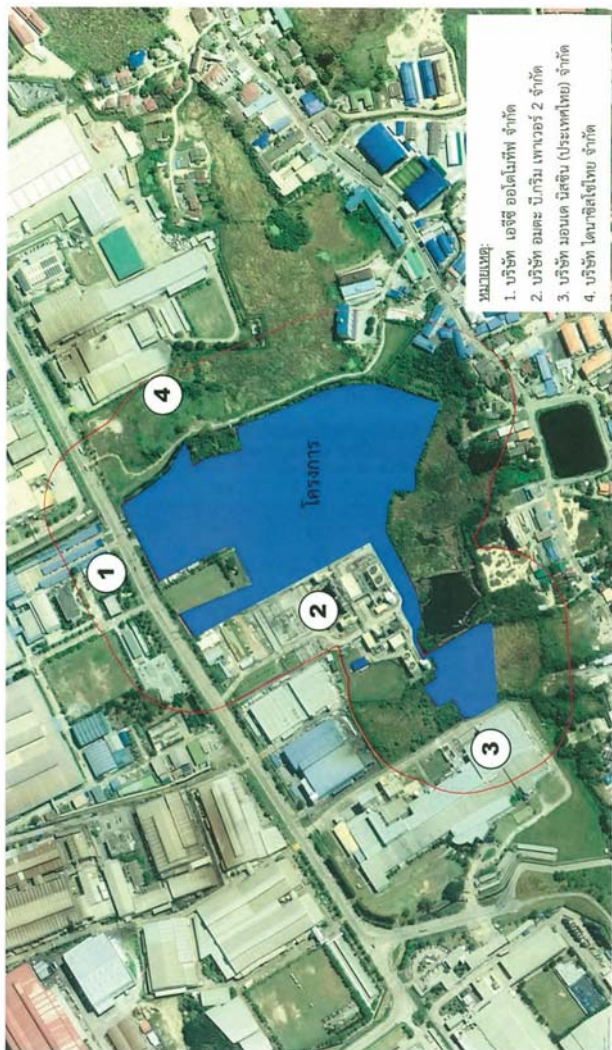 โครงการ
1
2
3
4
หมายเหตุ:
1. บริษัท เอจีซี ออโตโมทีฟ จำกัด
2. บริษัท อมตะ บี.กริม เพาเวอร์ 2 จำกัด
3. บริษัท มอนเด นิสชิน (ประเทศไทย) จำกัด
4. บริษัท ไดนาซิสโซ่ไทย จำกัด